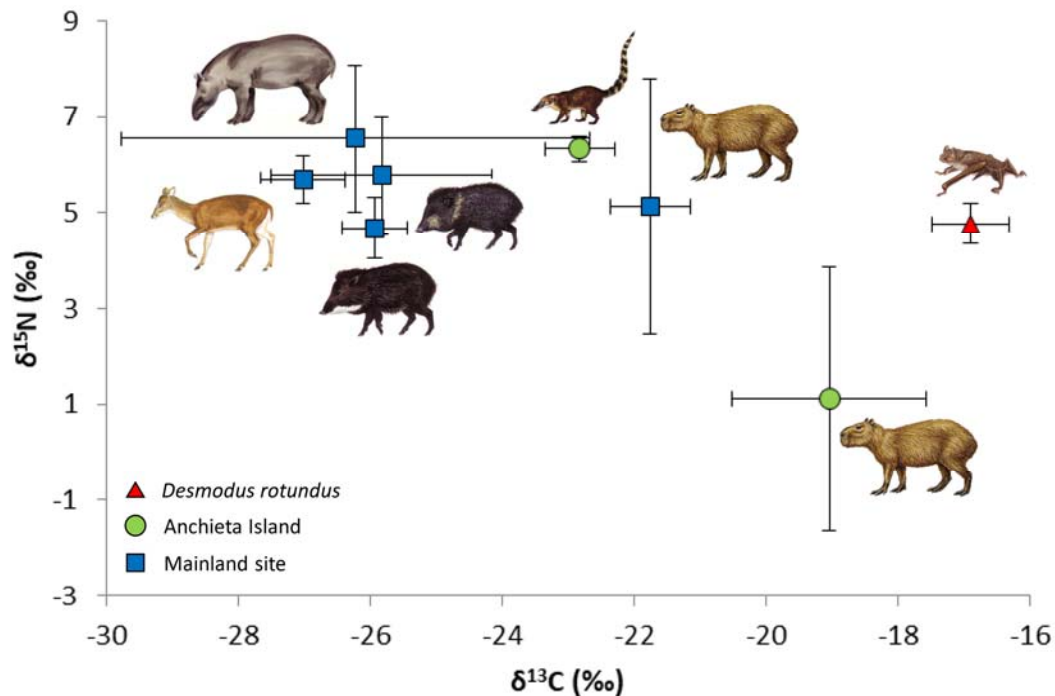 9
7
5
3
1
-1
-3
δ¹⁵N (‰)
Desmodus rotundus
Anchieta Island
Mainland site
-30 -28 -26 -24 -22 -20 -18 -16
δ¹³C (‰)